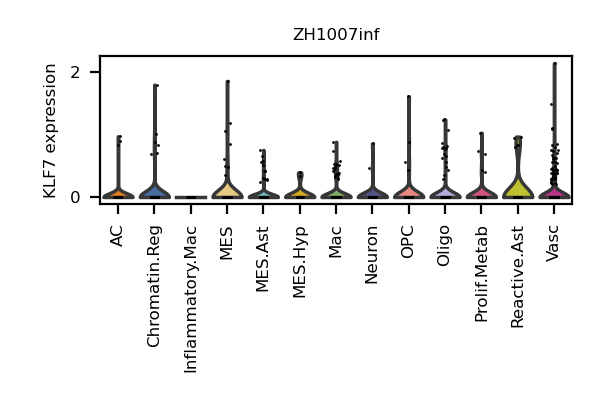 ZH1007inf
KLF7 expression
2
0
AC
Chromatin.Reg
Inflammatory.Mac
MES
MES.Ast
MES.Hyp
Mac
Neuron
OPC
Oligo
Prolif.Metab
Reactive.Ast
Vasc